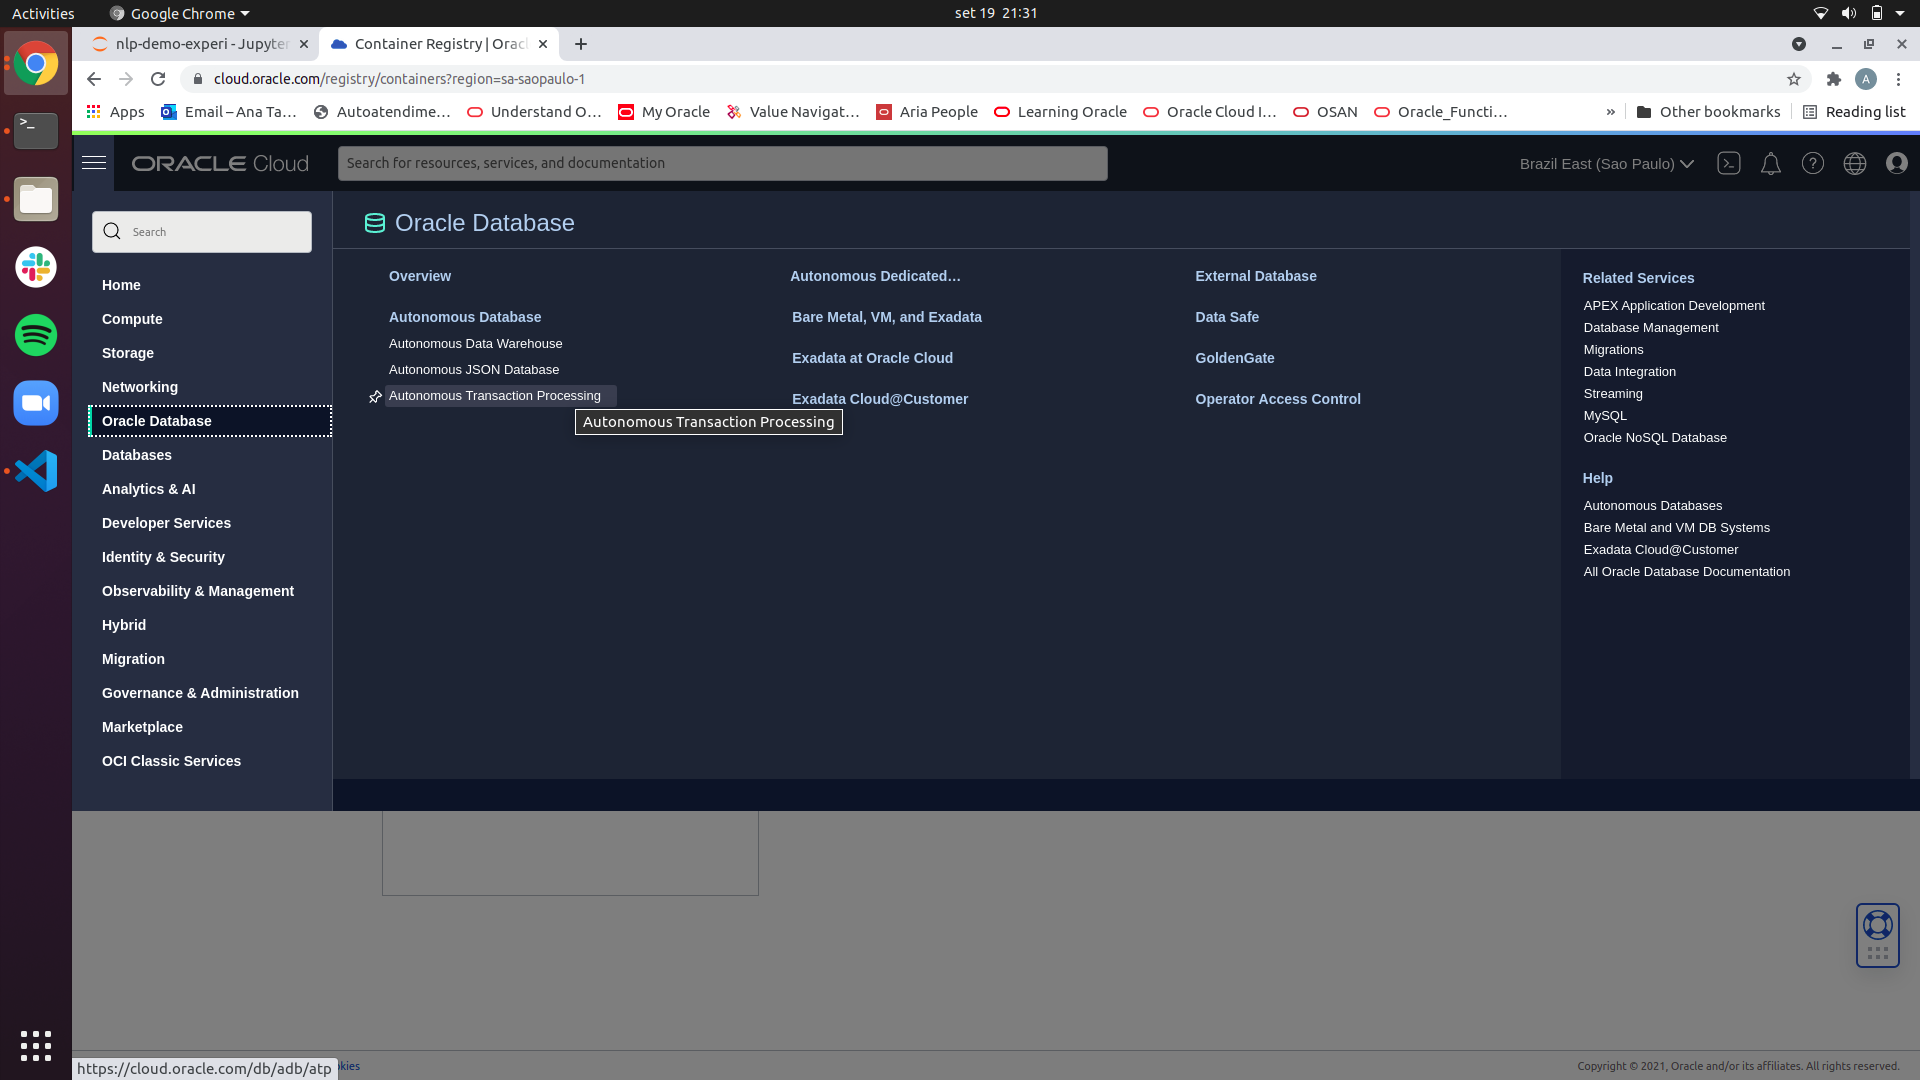 Activities
Google Chrome
set 19 21:31
nlp-demo-experi - Jupyter
Container Registry | Orac
cloud.oracle.com/registry/containers?region=sa-saopaulo-1
A
Apps
Email – Ana Ta…
Autoatendime…
Understand O…
My Oracle
Value Navigat…
Aria People
Learning Oracle
Oracle Cloud I…
OSAN
Oracle_Functi…
»
Other bookmarks
Reading list
ORACLE Cloud
Search for resources, services, and documentation
Brazil East (Sao Paulo)
Search
Home
Compute
Storage
Networking
Oracle Database
Databases
Analytics & AI
Developer Services
Identity & Security
Observability & Management
Hybrid
Migration
Governance & Administration
Marketplace
OCI Classic Services
Oracle Database
Overview
Autonomous Database
Autonomous Data Warehouse
Autonomous JSON Database
Autonomous Transaction Processing
Autonomous Transaction Processing
Autonomous Dedicated…
Bare Metal, VM, and Exadata
Exadata at Oracle Cloud
Exadata Cloud@Customer
External Database
Data Safe
GoldenGate
Operator Access Control
Related Services
APEX Application Development
Database Management
Migrations
Data Integration
Streaming
MySQL
Oracle NoSQL Database
Help
Autonomous Databases
Bare Metal and VM DB Systems
Exadata Cloud@Customer
All Oracle Database Documentation
https://cloud.oracle.com/db/adb/atp
okies
Copyright © 2021, Oracle and/or its affiliates. All rights reserved.